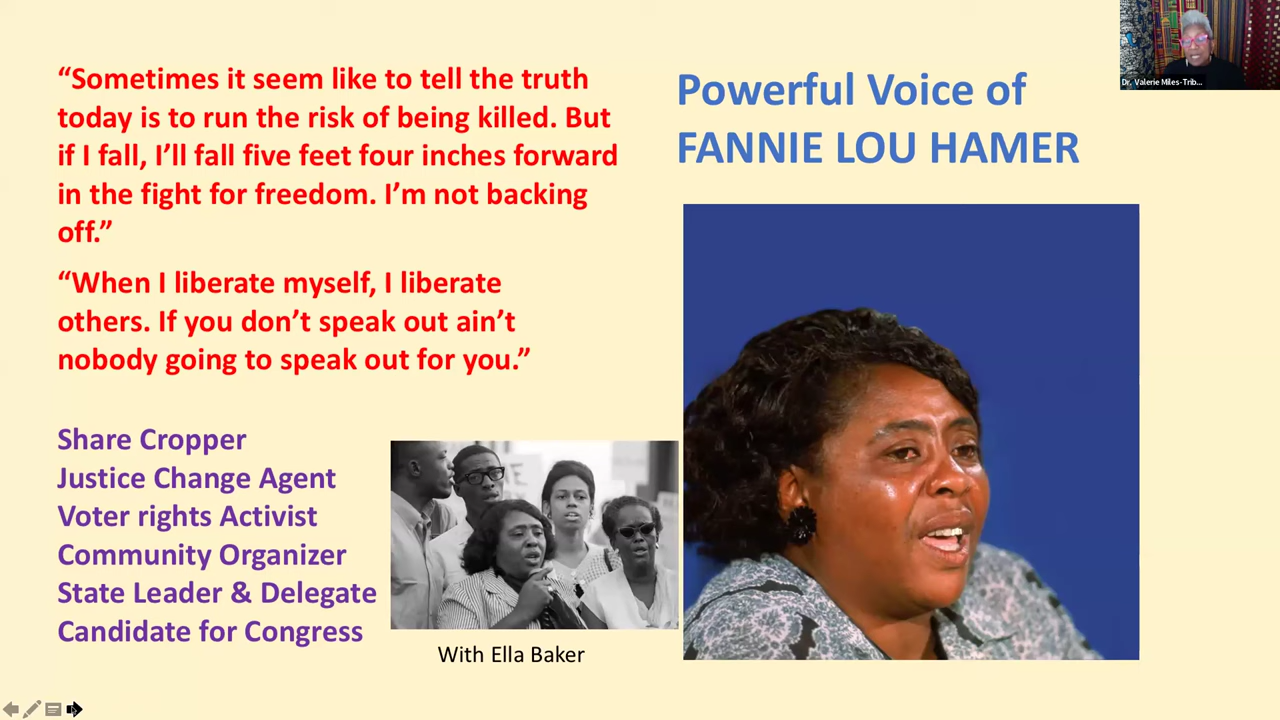 “Sometimes it seem like to tell the truth
today is to run the risk of being killed. But
if I fall, I’ll fall five feet four inches forward
in the fight for freedom. I’m not backing
off.”
“When I liberate myself, I liberate
others. If you don’t speak out ain’t
nobody going to speak out for you.”
Share Cropper
Justice Change Agent
Voter rights Activist
Community Organizer
State Leader & Delegate
Candidate for Congress
With Ella Baker
Powerful Voice of
FANNIE LOU HAMER
Dr. Valerie Miles-Trib...